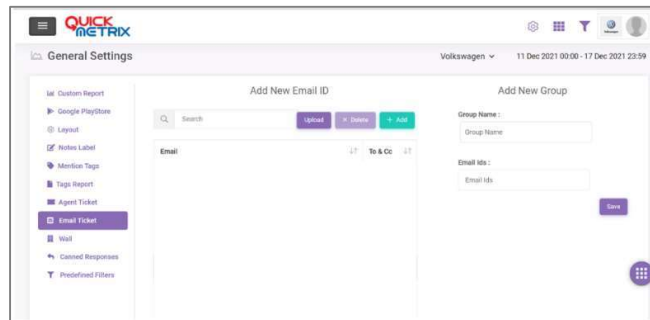 QUICK
METRIX
General Settings
Volkswagen
11 Dec 2021 00:00 - 17 Dec 2021 23:59
Custom Report
Google PlayStore
Layout
Notes Label
Mention Tags
Tags Report
Agent Ticket
Email Ticket
Wall
Canned Responses
Predefined Filters
Add New Email ID
Search
Upload
× Delete
+ Add
Email
To & Cc
Add New Group
Group Name :
Group Name
Email Ids :
Email Ids
Save